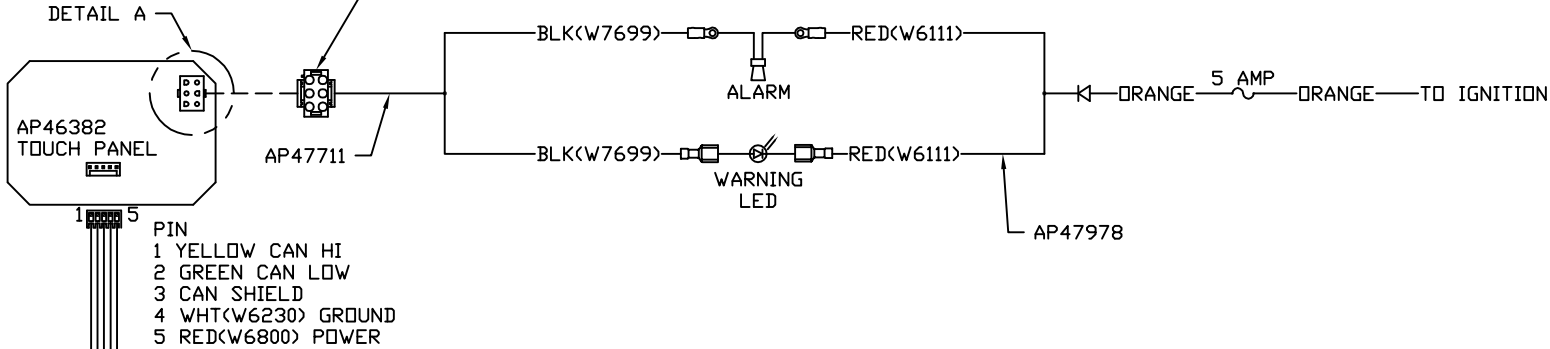 DETAIL A
BLK(W7699)
RED(W6111)
ALARM
5 AMP
ORANGE
ORANGE
TO IGNITION
AP46382
TOUCH PANEL
AP47711
BLK(W7699)
RED(W6111)
WARNING
LED
AP47978
1
5
PIN
1 YELLOW CAN HI
2 GREEN CAN LOW
3 CAN SHIELD
4 WHT(W6230) GROUND
5 RED(W6800) POWER